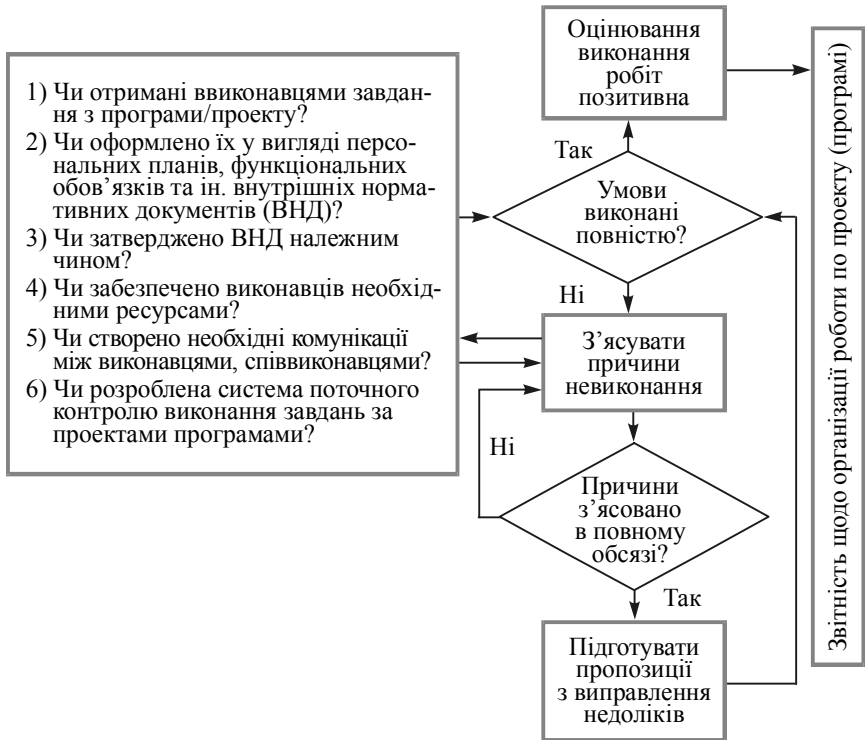 1) Чи отримані ввиконавцями завдан-
ня з програми/проекту?
2) Чи оформлено їх у вигляді персо-
нальних планів, функціональних
обов’язків та ін. внутрішніх норма-
тивних документів (ВНД)?
3) Чи затверджено ВНД належним
чином?
4) Чи забезпечено виконавців необхід-
ними ресурсами?
5) Чи створено необхідні комунікації
між виконавцями, співвиконавцями?
6) Чи розроблена система поточного
контролю виконання завдань за
проектами програмами?
Оцінювання
виконання
робіт
позитивна
Так
Умови
виконані
повністю?
Ні
З’ясувати
причини
невиконання
Ні
Причини
з’ясовано
в повному
обсязі?
Так
Підготувати
пропозиції
з виправлення
недоліків
Звітність щодо організації роботи по проекту (програмі)